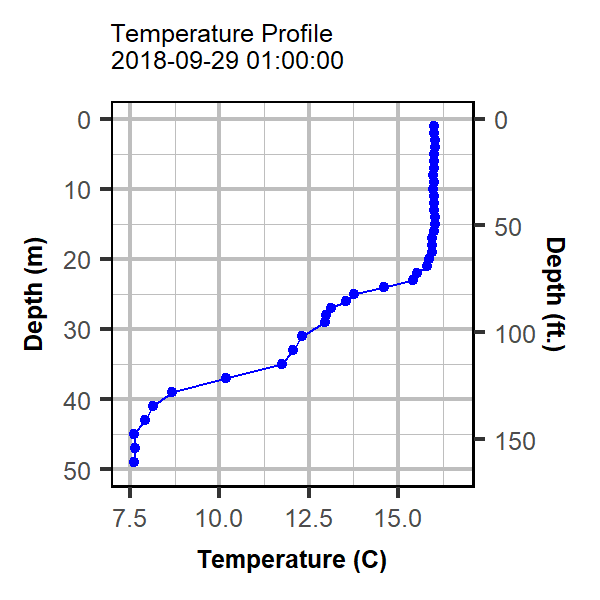 Temperature Profile
2018-09-29 01:00:00
0
10
20
30
40
50
Depth (m)
0
50
100
150
Depth (ft.)
7.5 10.0 12.5 15.0
Temperature (C)